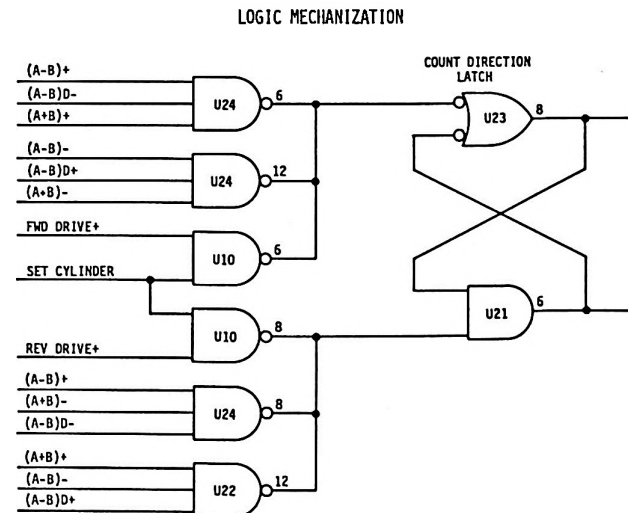 LOGIC MECHANIZATION
COUNT DIRECTION
LATCH
(A-B)+
(A-B)D-
(A+B)+
U24
6
U23
8
(A-B)-
(A-B)D+
(A+B)-
U24
12
FWD DRIVE+
U10
6
SET CYLINDER
U21
6
U10
8
REV DRIVE+
(A-B)+
(A+B)-
(A-B)D-
U24
8
(A+B)+
(A-B)-
(A-B)D+
U22
12